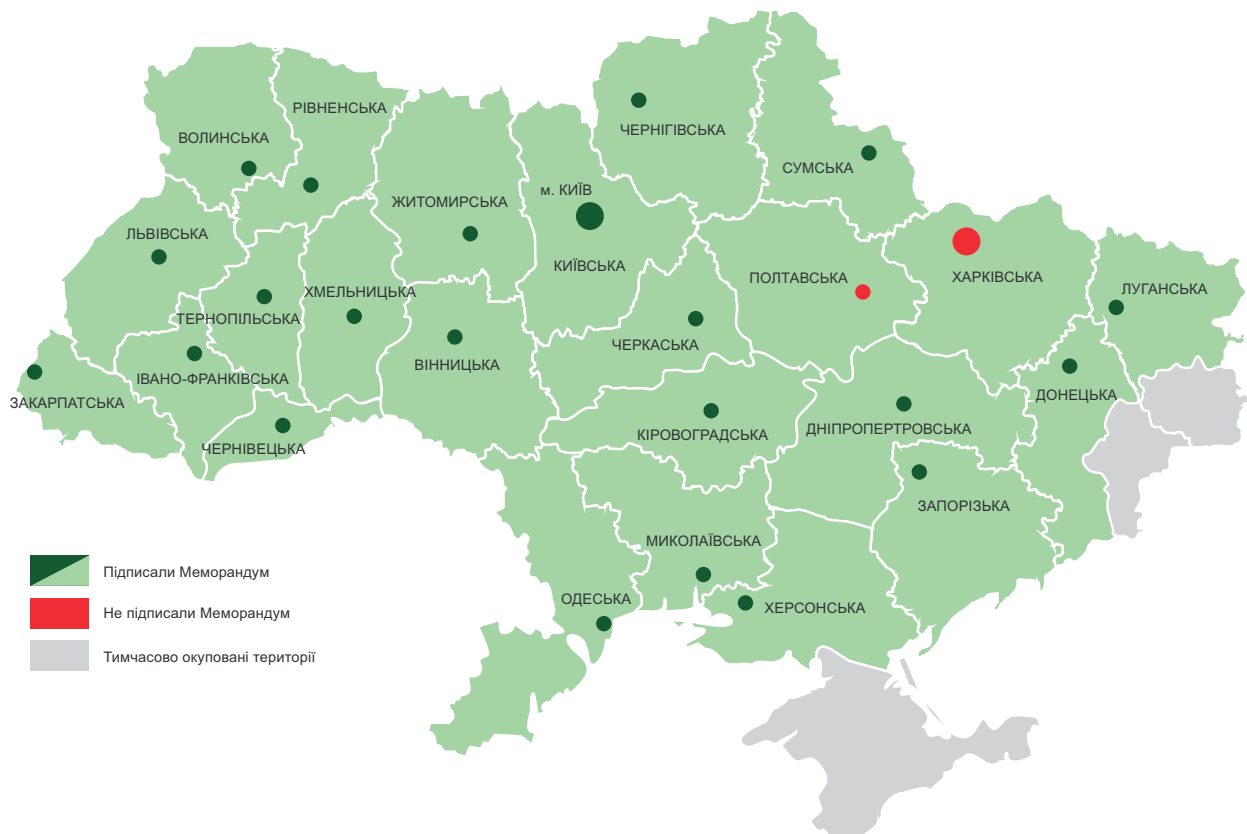 РІВНЕНСЬКА
ВОЛИНСЬКА
ЧЕРНІГІВСЬКА
СУМСЬКА
м. КИЇВ
ЖИТОМИРСЬКА
ЛЬВІВСЬКА
КИЇВСЬКА
ПОЛТАВСЬКА
ХАРКІВСЬКА
ЛУГАНСЬКА
ХМЕЛЬНИЦЬКА
ТЕРНОПІЛЬСЬКА
ЧЕРКАСЬКА
ВІННИЦЬКА
ІВАНО-ФРАНКІВСЬКА
ДОНЕЦЬКА
ЗАКАРПАТСЬКА
ДНІПРОПЕРТРОВСЬКА
КІРОВОГРАДСЬКА
ЧЕРНІВЕЦЬКА
ЗАПОРІЗЬКА
МИКОЛАЇВСЬКА
ОДЕСЬКА
ХЕРСОНСЬКА
Підписали Меморандум
Не підписали Меморандум
Тимчасово окуповані території